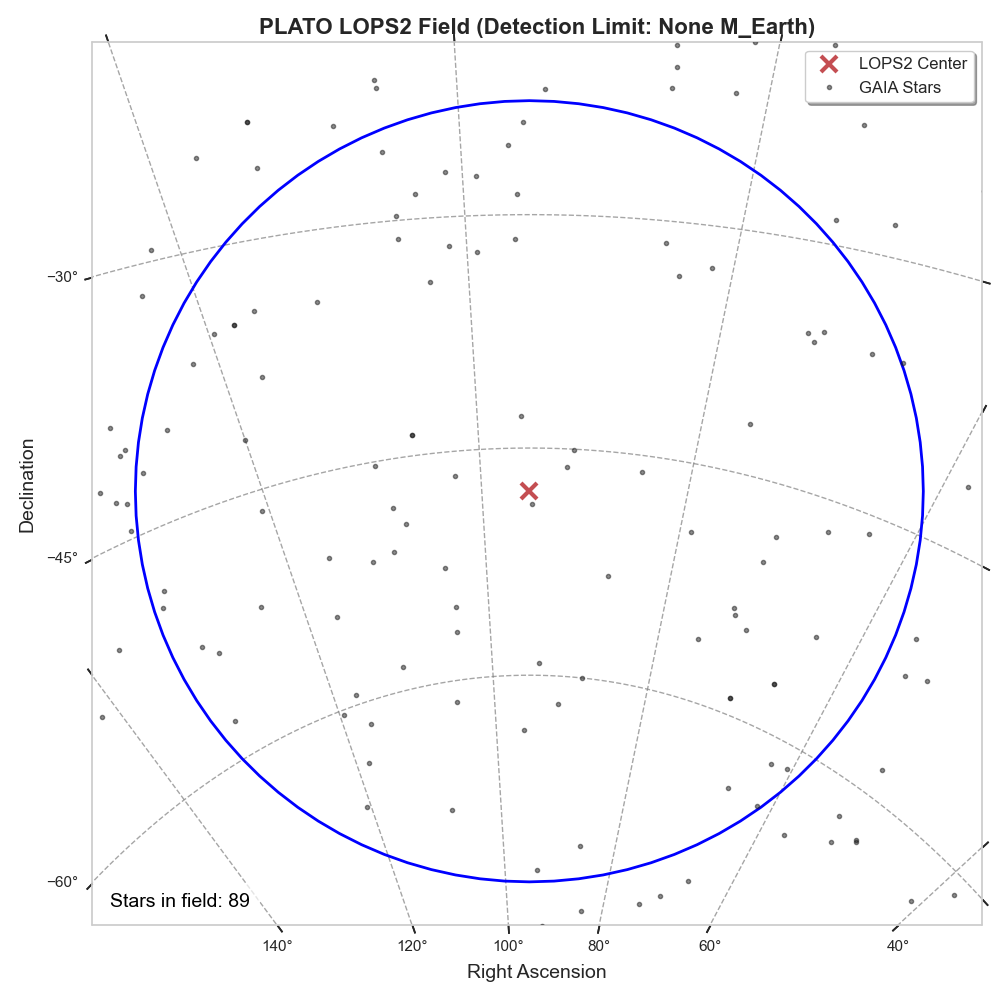 PLATO LOPS2 Field (Detection Limit: None M_Earth)
LOPS2 Center
GAIA Stars
Declination
−30°
−45°
−60°
Stars in field: 89
140°
120°
100°
80°
60°
40°
Right Ascension